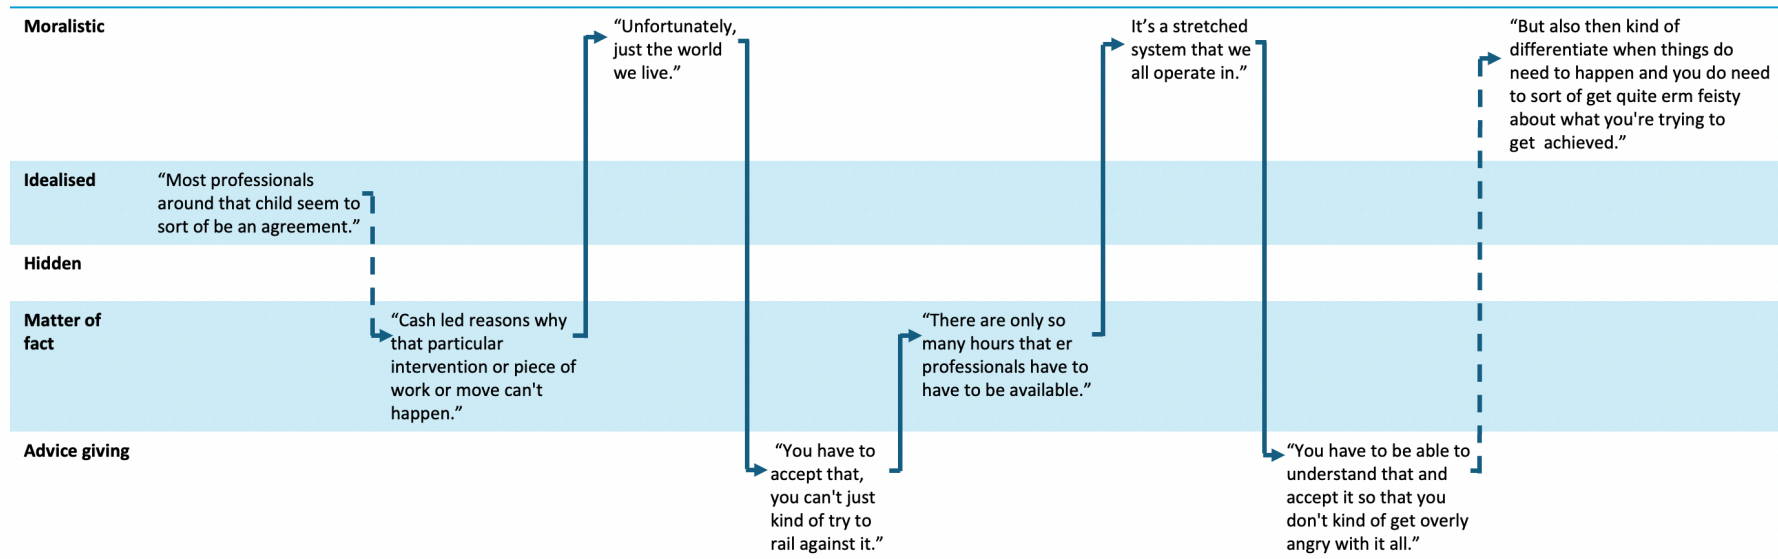 Moralistic
“Unfortunately,
just the world
we live.”
It’s a stretched
system that we
all operate in.”
“But also then kind of
differentiate when things do
need to happen and you do need
to sort of get quite erm feisty
about what you're trying to
get  achieved.”
Idealised
“Most professionals
around that child seem to
sort of be an agreement.”
Hidden
Matter of
fact
“Cash led reasons why
that particular
intervention or piece of
work or move can't
happen.”
“There are only so
many hours that er
professionals have to
have to be available.”
Advice giving
“You have to
accept that,
you can't just
kind of try to
rail against it.”
“You have to be able to
understand that and
accept it so that you
don't kind of get overly
angry with it all.”